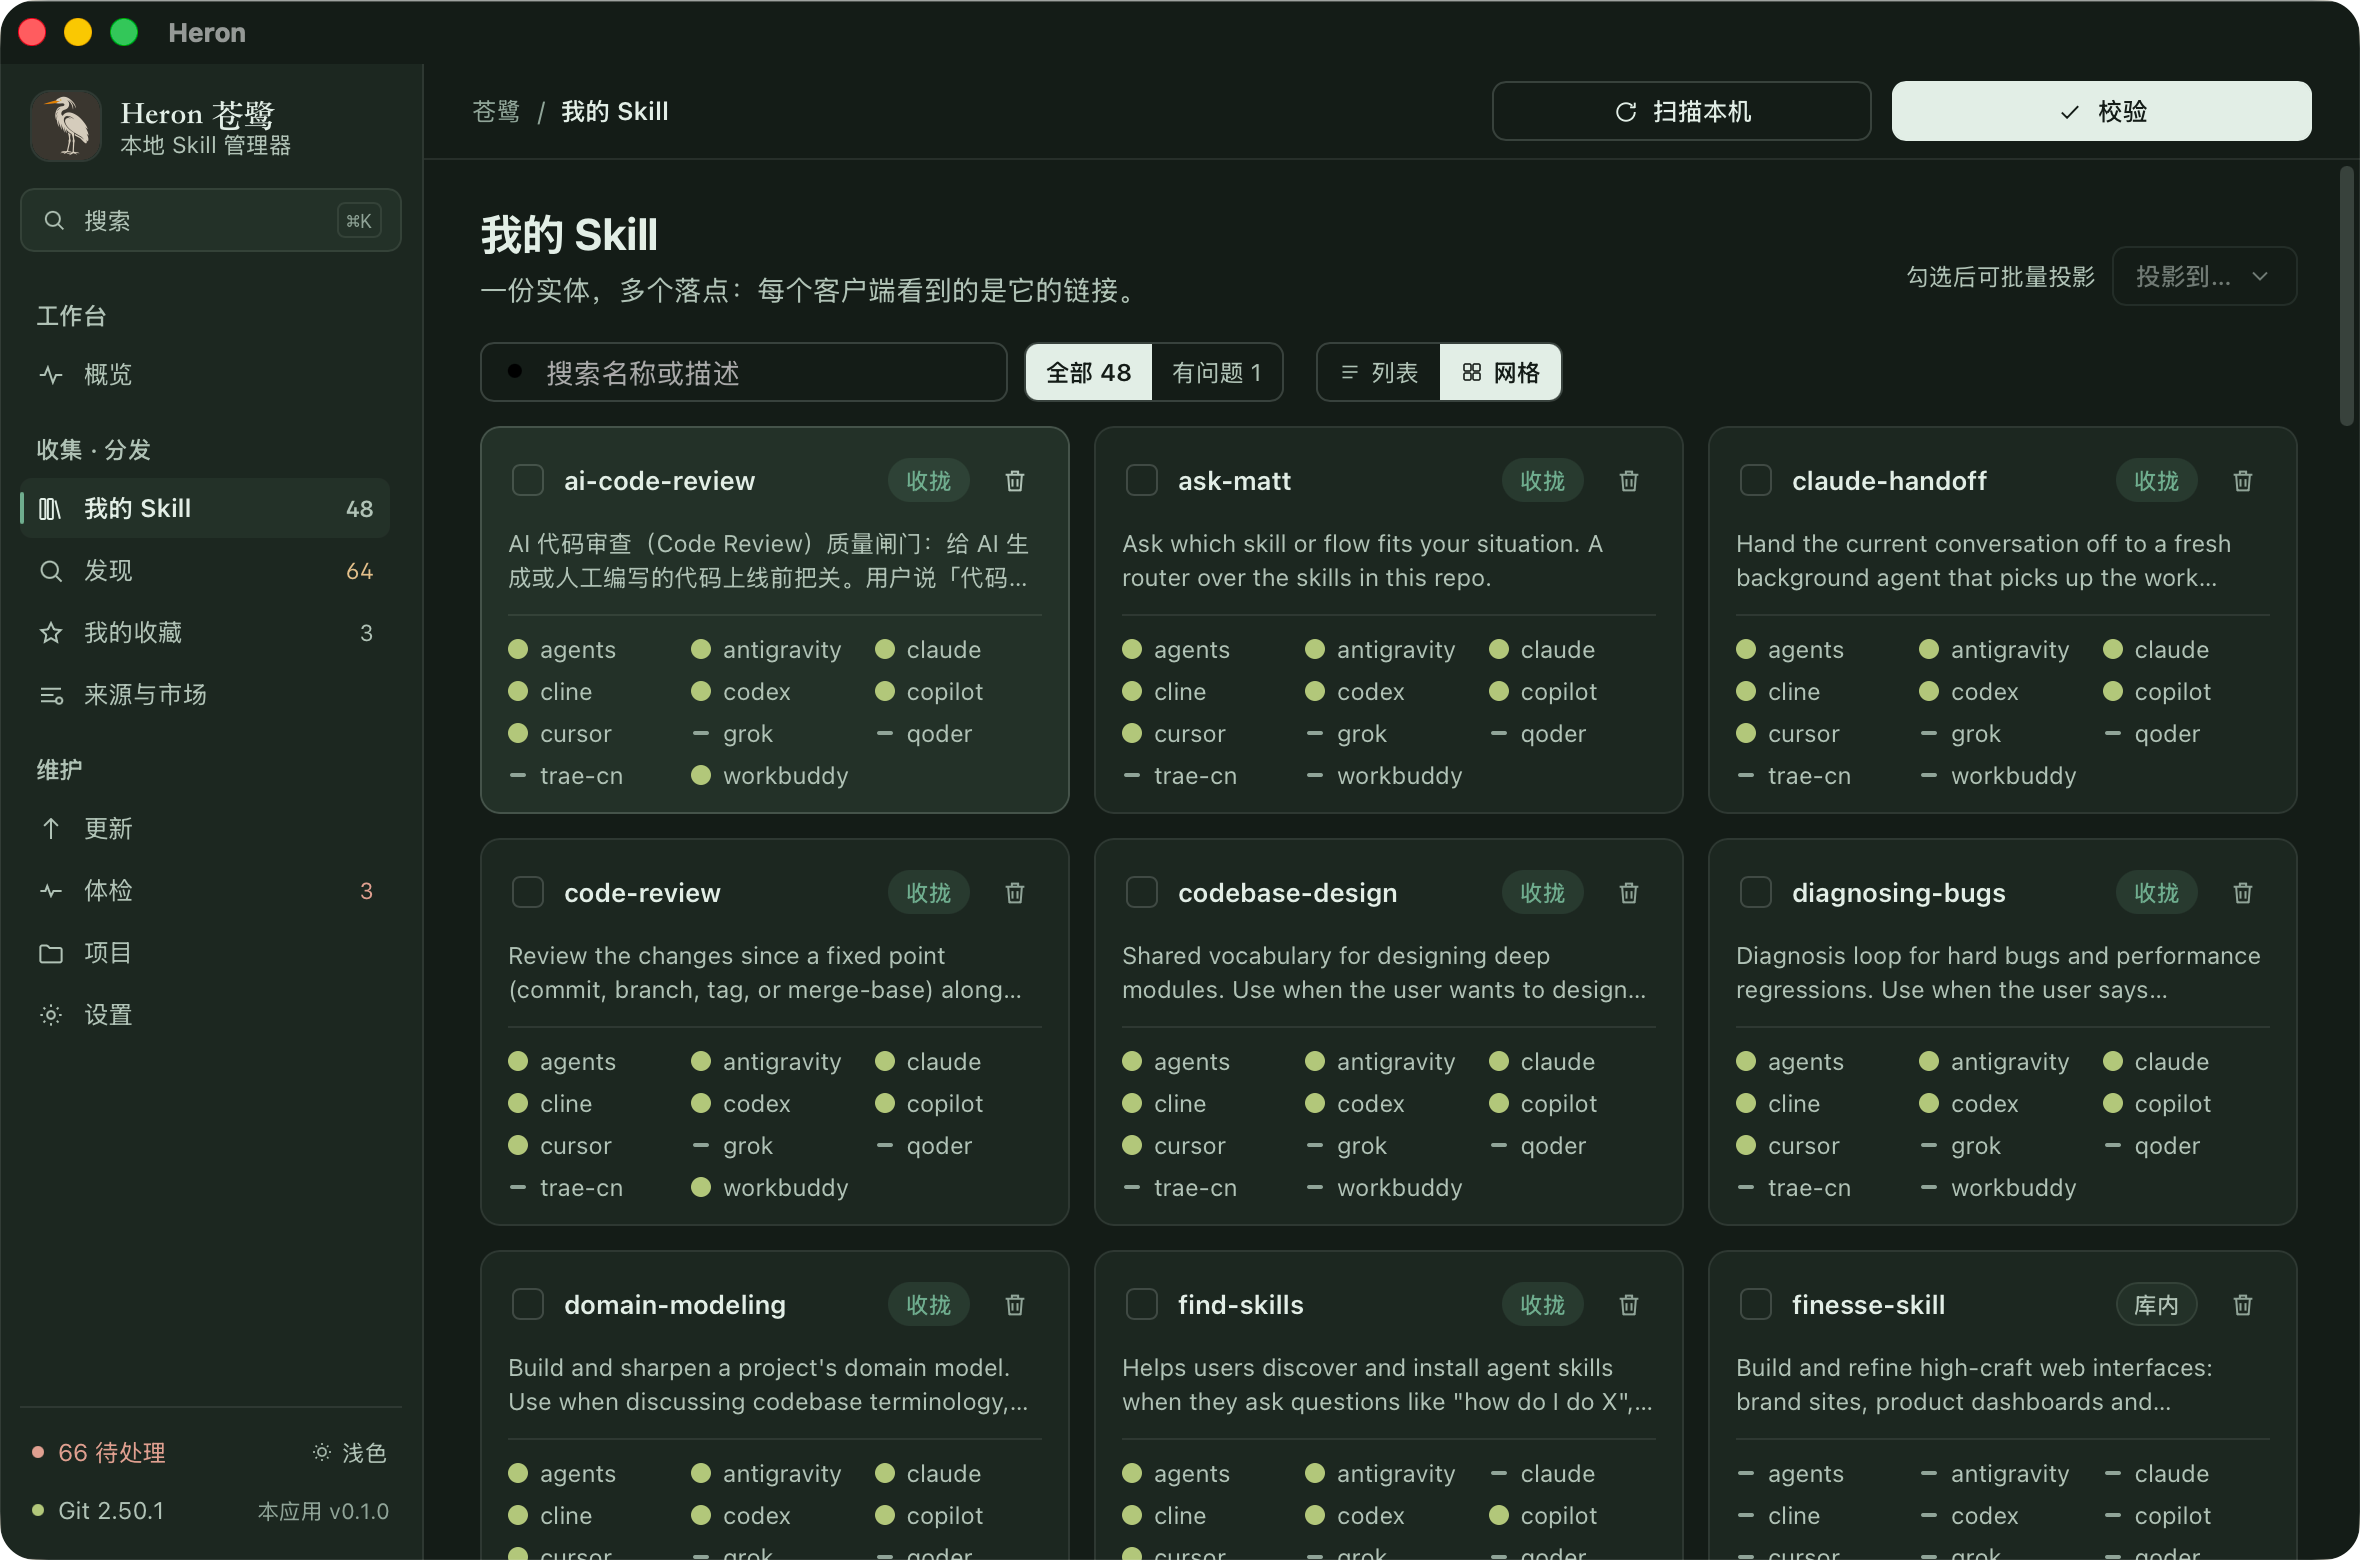 Heron
Heron 苍鹭
本地 Skill 管理器
搜索 ⌘K
工作台
概览
收集 · 分发
我的 Skill 48
发现 64
我的收藏 3
来源与市场
维护
更新
体检 3
项目
设置
66 待处理 浅色
Git 2.50.1 本应用 v0.1.0
苍鹭 / 我的 Skill
扫描本机
校验
我的 Skill
一份实体，多个落点：每个客户端看到的是它的链接。
勾选后可批量投影 投影到...
搜索名称或描述 全部 48 有问题 1 列表 网格
ai-code-review 收拢
AI 代码审查（Code Review）质量闸门：给 AI 生
成或人工编写的代码上线前把关。用户说「代码...
agents antigravity claude
cline codex copilot
cursor grok qoder
trae-cn workbuddy
ask-matt 收拢
Ask which skill or flow fits your situation. A
router over the skills in this repo.
agents antigravity claude
cline codex copilot
cursor grok qoder
trae-cn workbuddy
claude-handoff 收拢
Hand the current conversation off to a fresh
background agent that picks up the work...
agents antigravity claude
cline codex copilot
cursor grok qoder
trae-cn workbuddy
code-review 收拢
Review the changes since a fixed point
(commit, branch, tag, or merge-base) along...
agents antigravity claude
cline codex copilot
cursor grok qoder
trae-cn workbuddy
codebase-design 收拢
Shared vocabulary for designing deep
modules. Use when the user wants to design...
agents antigravity claude
cline codex copilot
cursor grok qoder
trae-cn workbuddy
diagnosing-bugs 收拢
Diagnosis loop for hard bugs and performance
regressions. Use when the user says...
agents antigravity claude
cline codex copilot
cursor grok qoder
trae-cn workbuddy
domain-modeling 收拢
Build and sharpen a project's domain model.
Use when discussing codebase terminology,...
agents antigravity claude
cline codex copilot
cursor grok qoder
find-skills 收拢
Helps users discover and install agent skills
when they ask questions like "how do I do X",...
agents antigravity claude
cline codex copilot
cursor grok qoder
finesse-skill 库内
Build and refine high-craft web interfaces:
brand sites, product dashboards and...
agents antigravity claude
cline codex copilot
cursor grok qoder